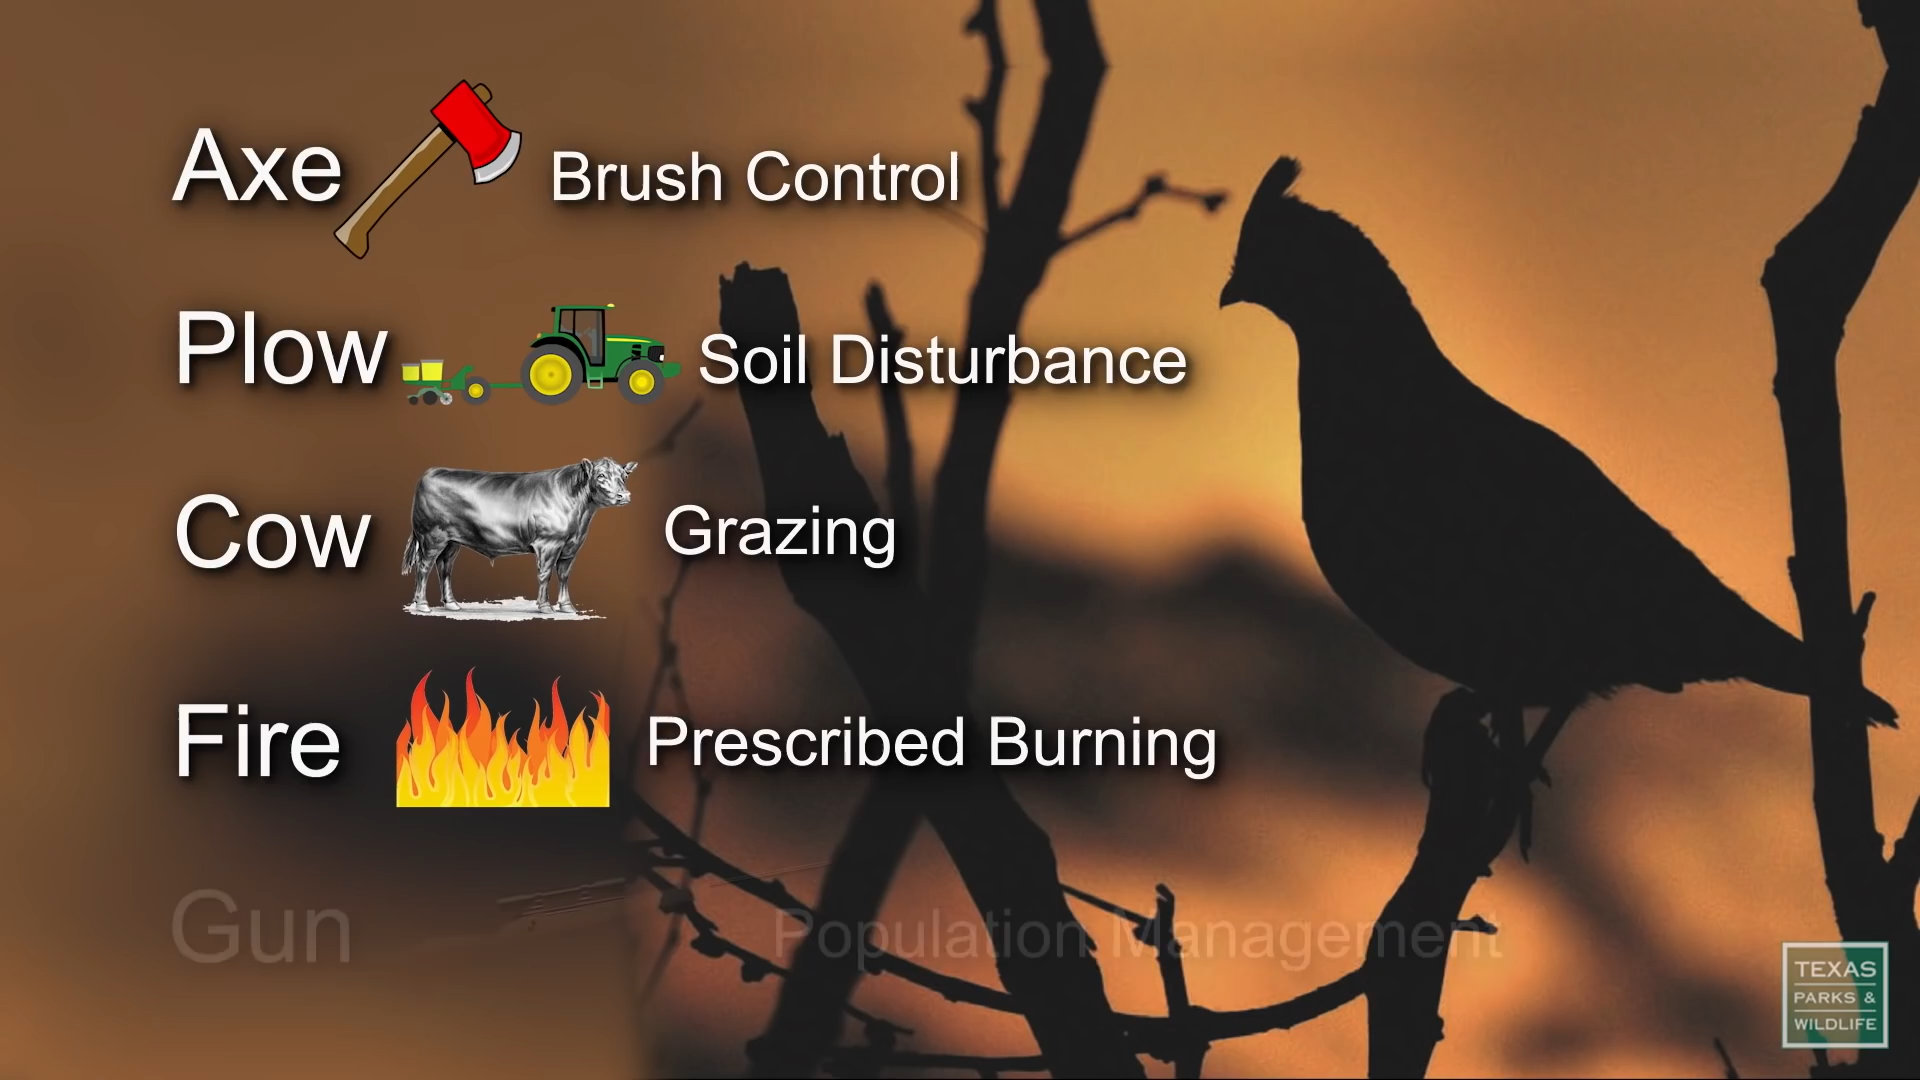 Axe Brush Control
Plow Soil Disturbance
Cow Grazing
Fire Prescribed Burning
Gun Population Management
TEXAS
PARKS &
WILDLIFE